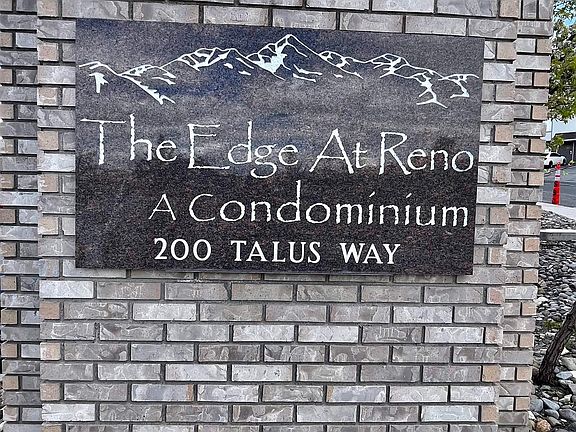 The Edge At Reno
A Condominium
200 TALUS WAY